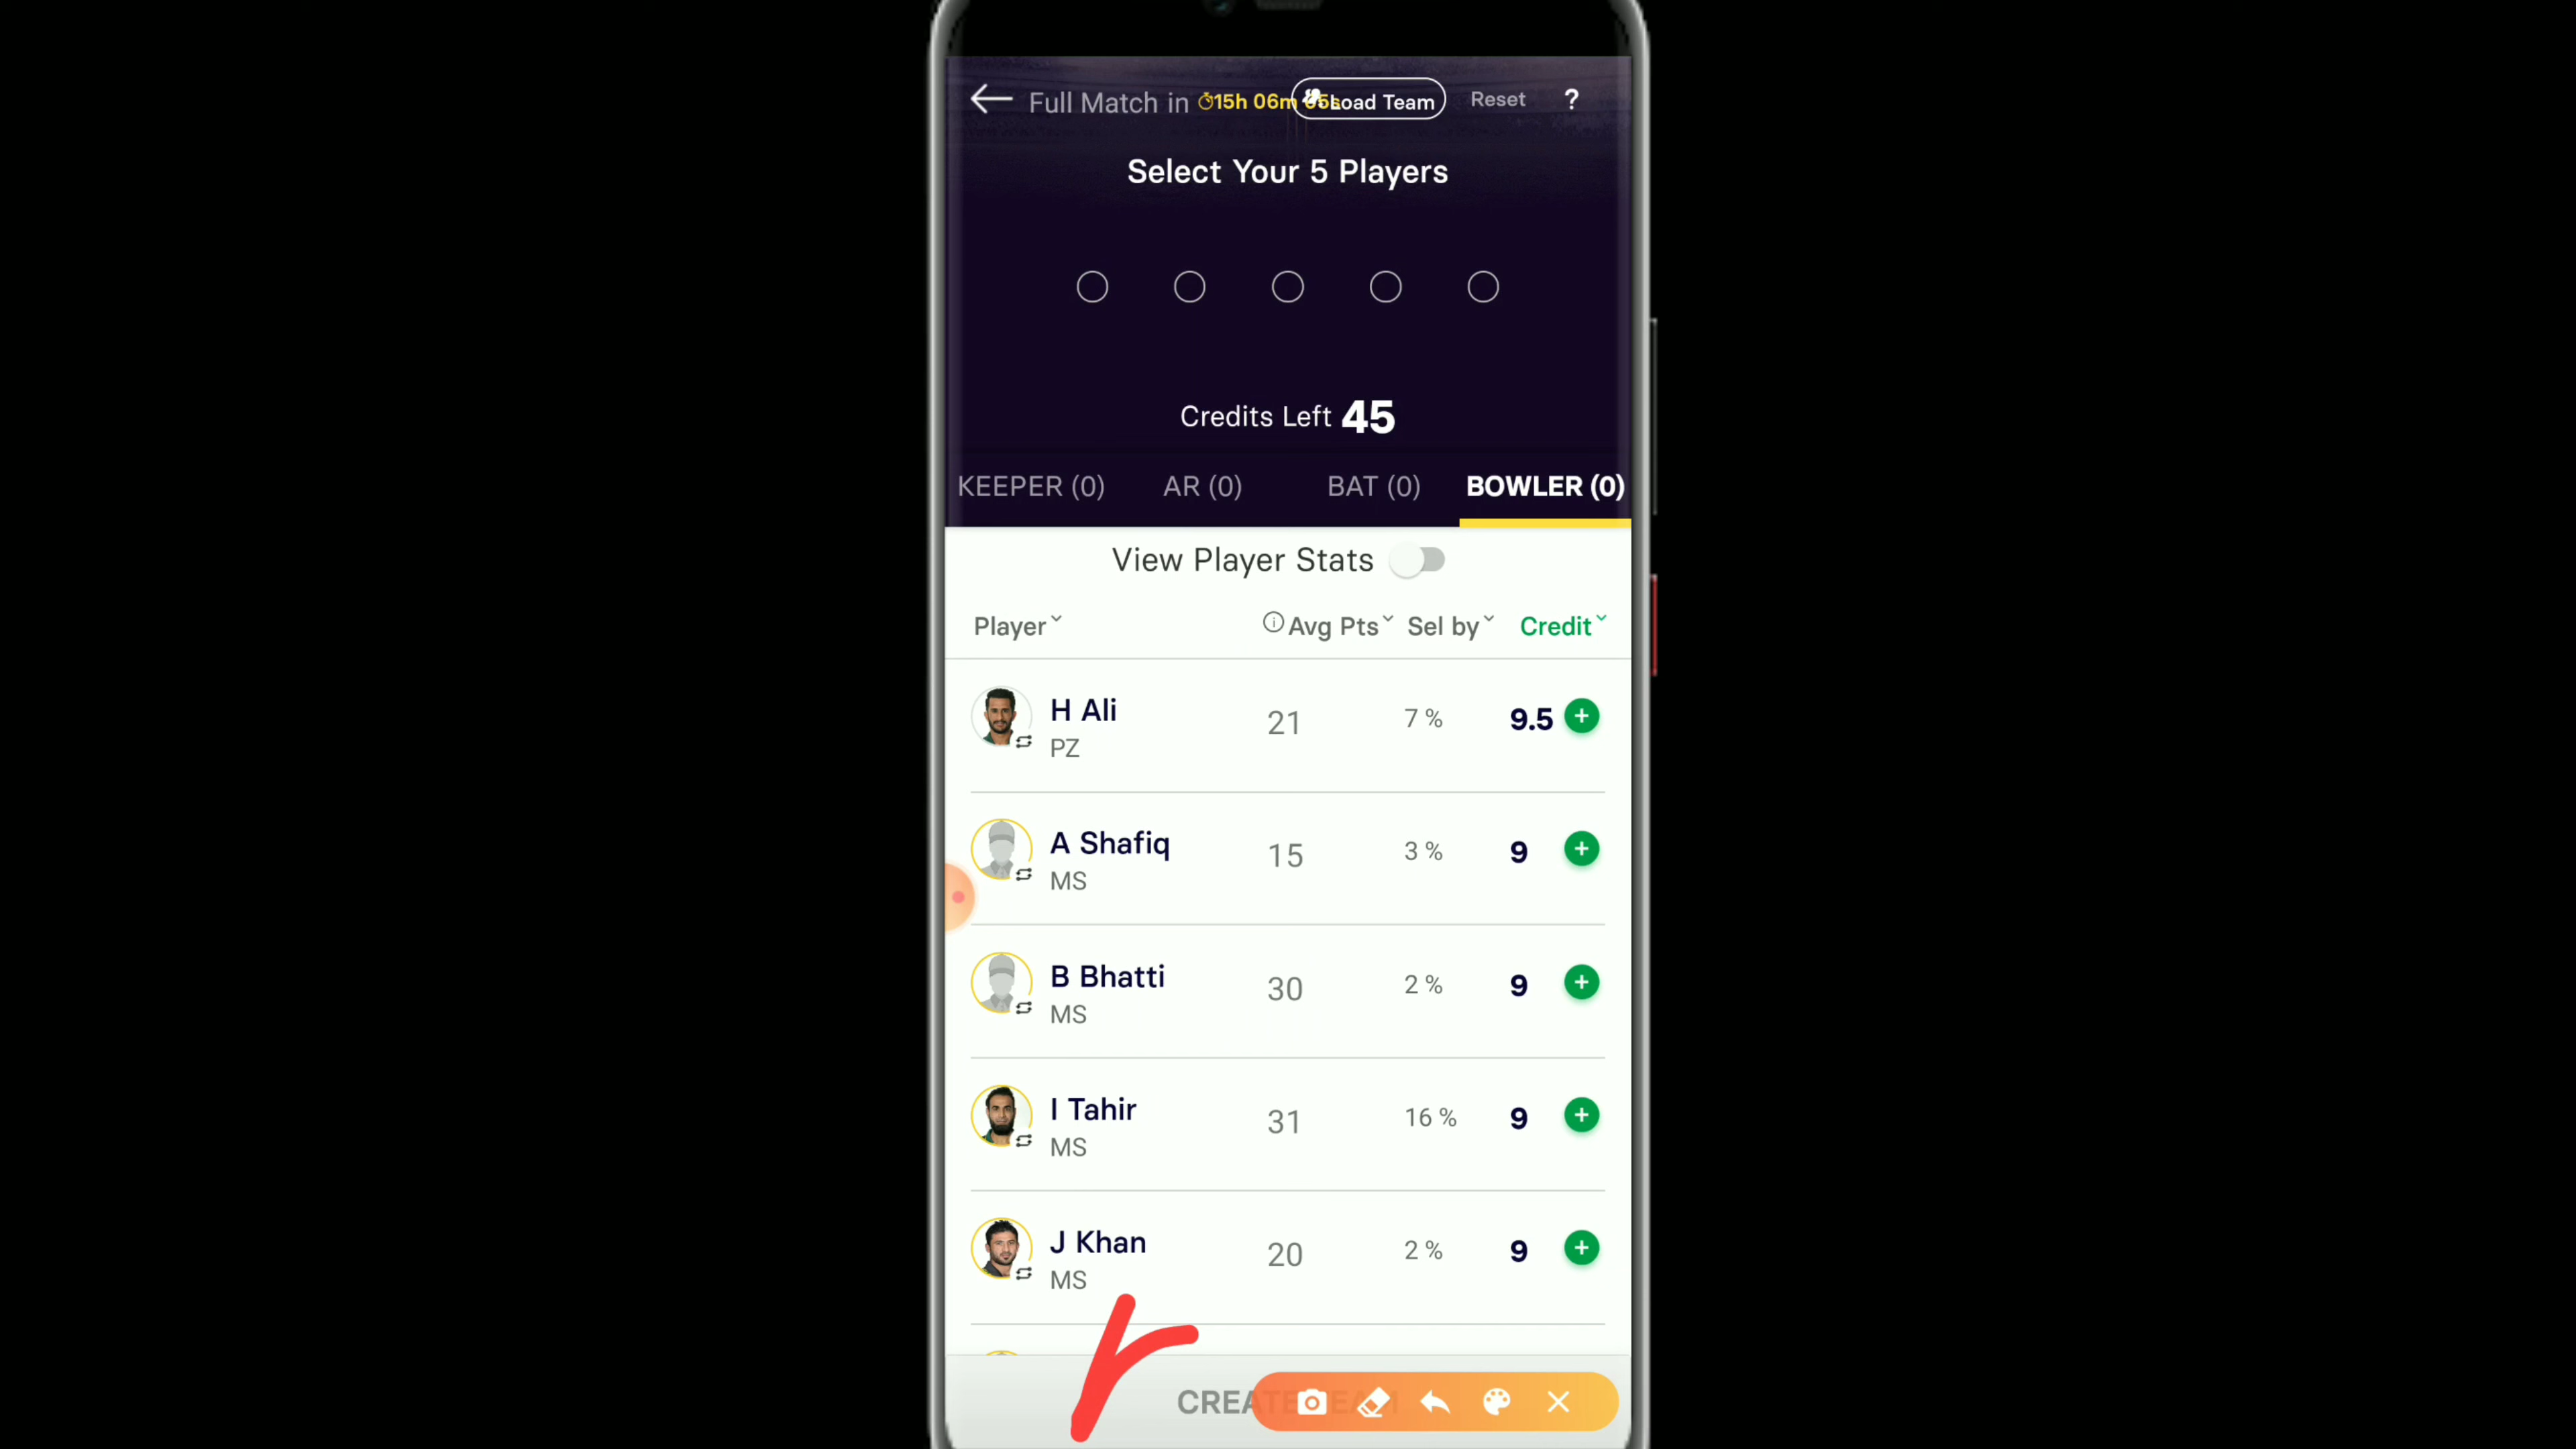 Full Match in 15h 06m 05s Load Team Reset ?
Select Your 5 Players
Credits Left 45
KEEPER (0) AR (0) BAT (0) BOWLER (0)
View Player Stats
Player Avg Pts Sel by Credit
H Ali 21 7 % 9.5
PZ
A Shafiq 15 3 % 9
MS
B Bhatti 30 2 % 9
MS
I Tahir 31 16 % 9
MS
J Khan 20 2 % 9
MS